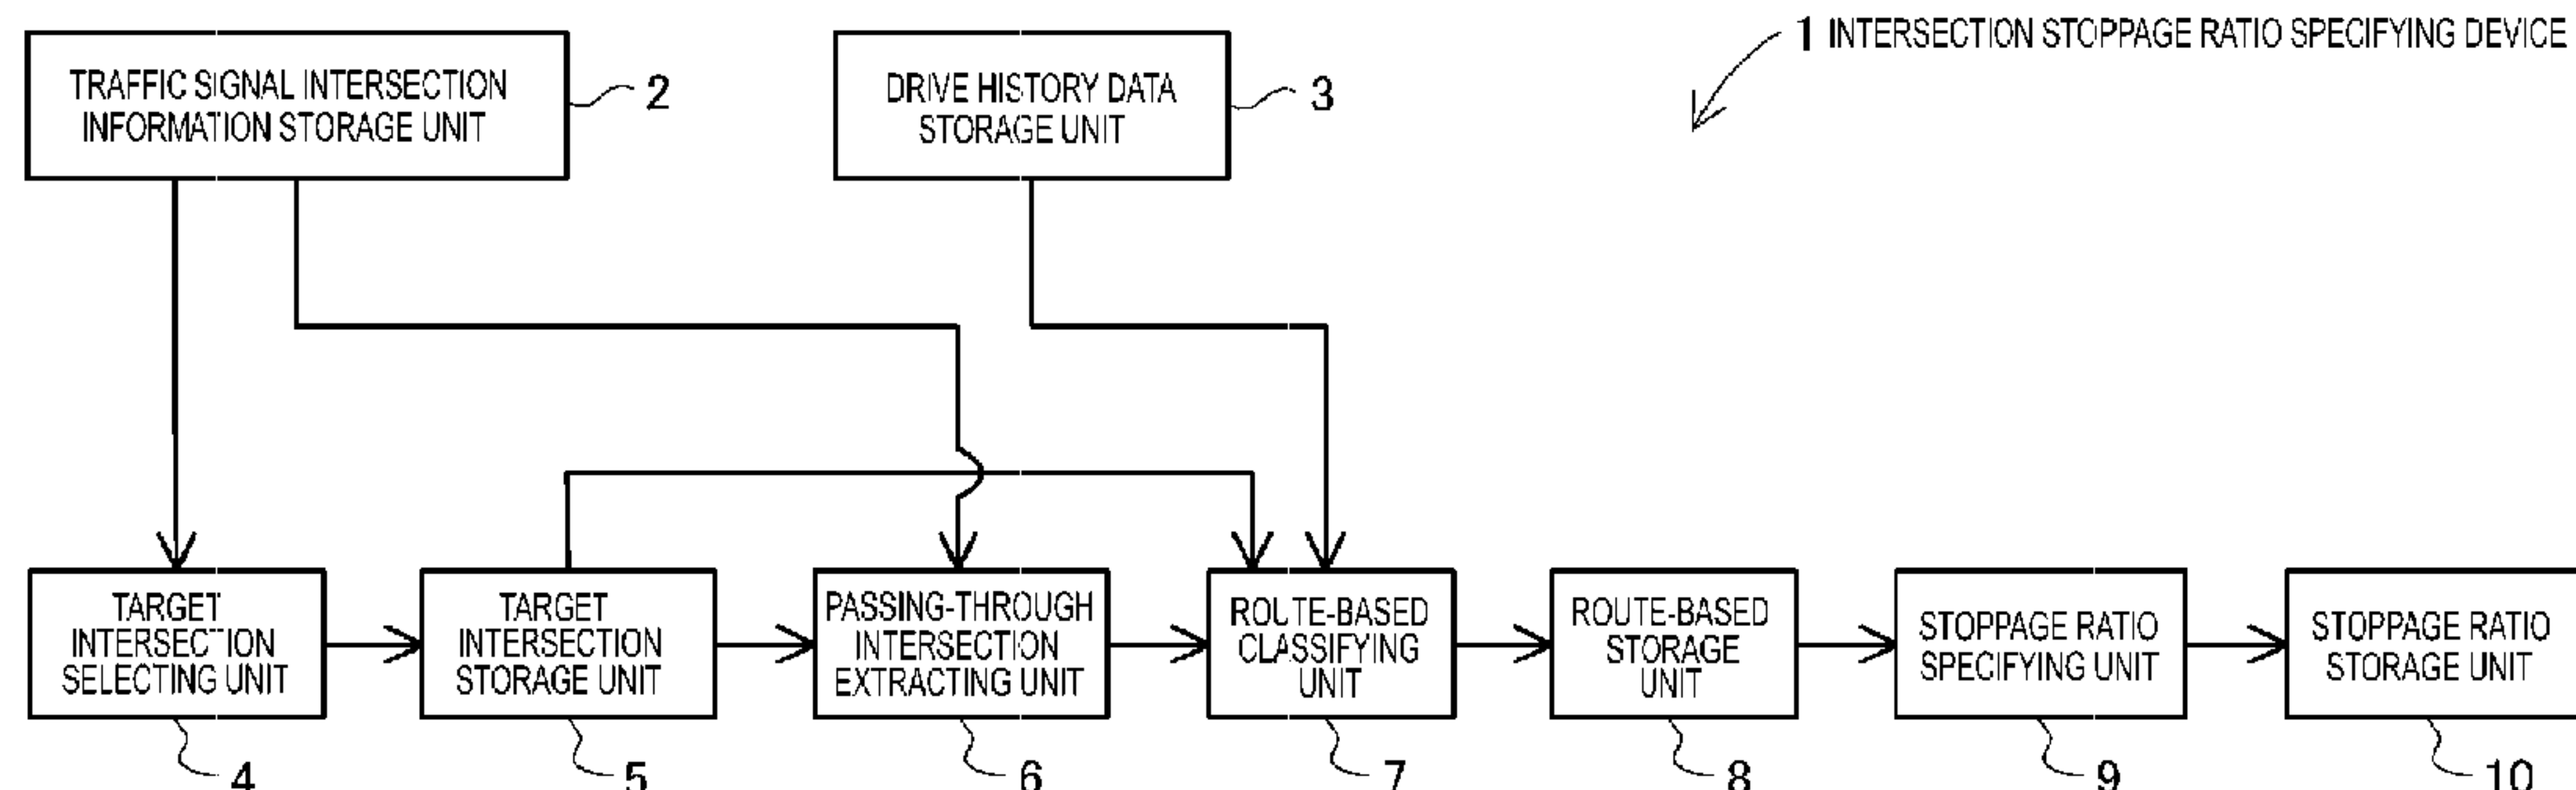 1 INTERSECTION STOPPAGE RATIO SPECIFYING DEVICE
TRAFFIC SIGNAL INTERSECTION
INFORMATION STORAGE UNIT
2
DRIVE HISTORY DATA
STORAGE UNIT
3
TARGET
INTERSECTION
SELECTING UNIT
4
TARGET
INTERSECTION
STORAGE UNIT
5
PASSING-THROUGH
INTERSECTION
EXTRACTING UNIT
6
ROUTE-BASED
CLASSIFYING
UNIT
7
ROUTE-BASED
STORAGE
UNIT
8
STOPPAGE RATIO
SPECIFYING UNIT
9
STOPPAGE RATIO
STORAGE UNIT
10